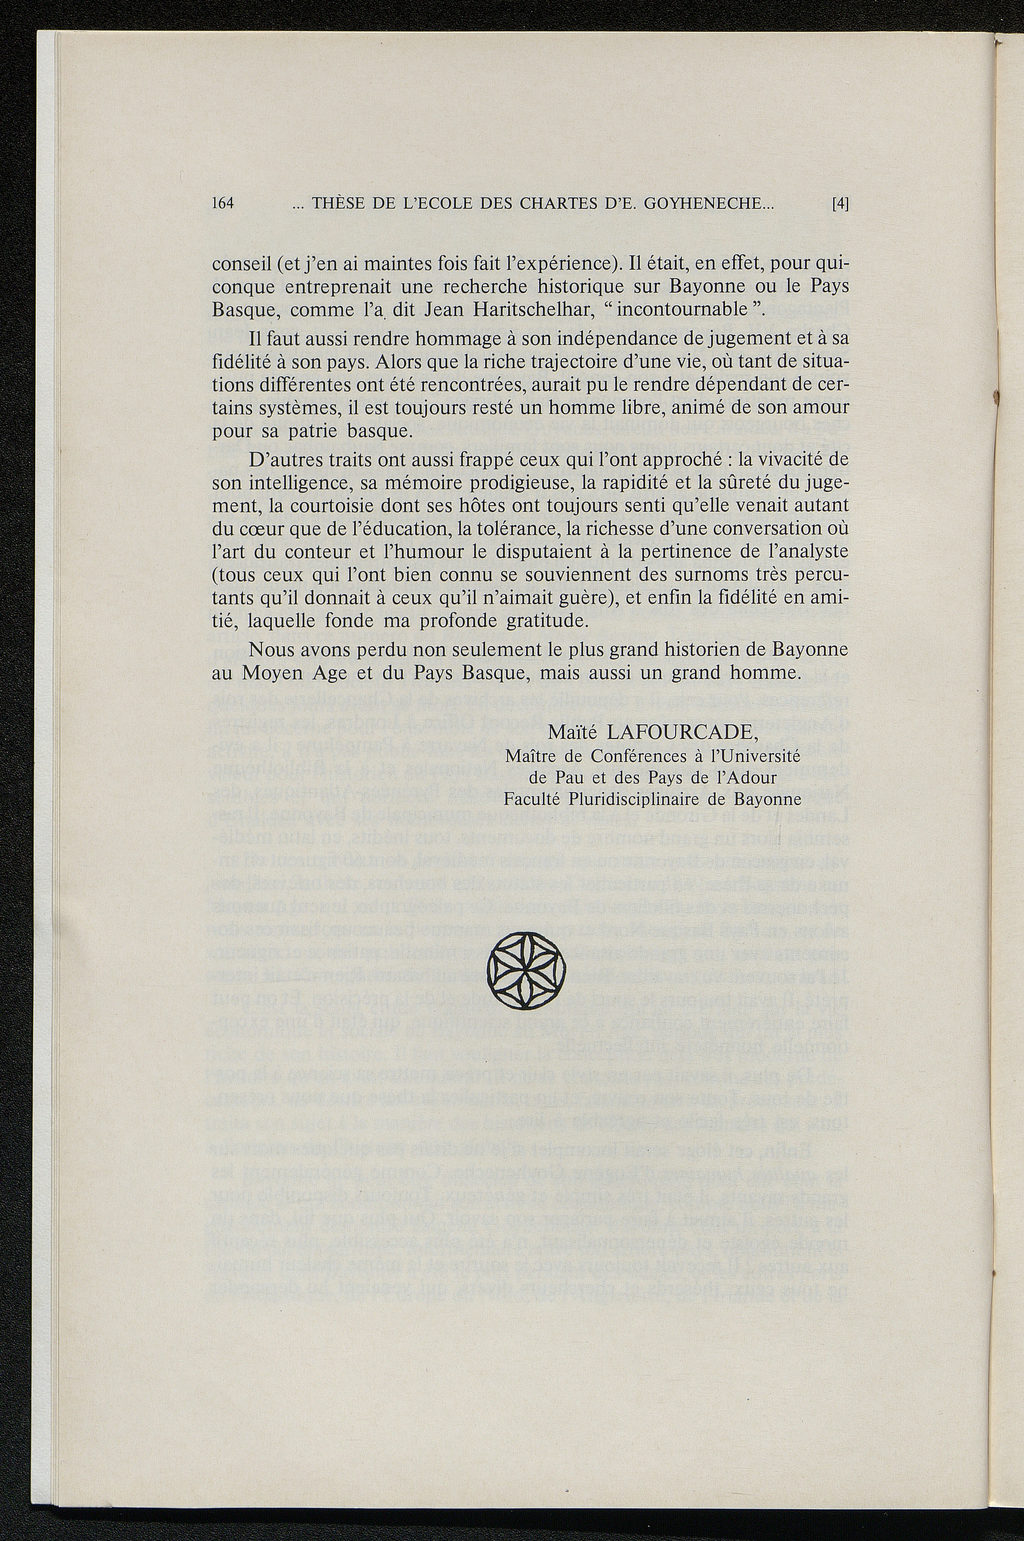 164 ... THÈSE DE L'ECOLE DES CHARTES D'E. GOYHENECHE... [4]
conseil (et j'en ai maintes fois fait l'expérience). Il était, en effet, pour qui-
conque entreprenait une recherche historique sur Bayonne ou le Pays
Basque, comme l'a dit Jean Haritschelhar, “ incontournable ”.
Il faut aussi rendre hommage à son indépendance de jugement et à sa
fidélité à son pays. Alors que la riche trajectoire d'une vie, où tant de situa-
tions différentes ont été rencontrées, aurait pu le rendre dépendant de cer-
tains systèmes, il est toujours resté un homme libre, animé de son amour
pour sa patrie basque.
D'autres traits ont aussi frappé ceux qui l'ont approché : la vivacité de
son intelligence, sa mémoire prodigieuse, la rapidité et la sûreté du juge-
ment, la courtoisie dont ses hôtes ont toujours senti qu'elle venait autant
du cœur que de l'éducation, la tolérance, la richesse d'une conversation où
l'art du conteur et l'humour le disputaient à la pertinence de l'analyste
(tous ceux qui l'ont bien connu se souviennent des surnoms très percu-
tants qu'il donnait à ceux qu'il n'aimait guère), et enfin la fidélité en ami-
tié, laquelle fonde ma profonde gratitude.
Nous avons perdu non seulement le plus grand historien de Bayonne
au Moyen Age et du Pays Basque, mais aussi un grand homme.
Maïté LAFOURCADE,
Maître de Conférences à l'Université
de Pau et des Pays de l'Adour
Faculté Pluridisciplinaire de Bayonne